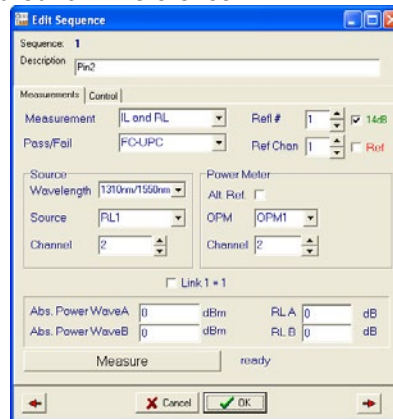 Edit Sequence
Sequence: 1
Description Pin2
Measurements Control
Measurement IL and RL Refl # 1 14dB
Pass/Fail FC-UPC Ref Chan 1 Ref
Source Power Meter
Wavelength 1310nm/1550nm Alt. Ref.
Source RL1 OPM OPM1
Channel 2 Channel 2
Link 1 = 1
Abs. Power WaveA 0 dBm RL A 0 dB
Abs. Power WaveB 0 dBm RL B 0 dB
Measure ready
Cancel OK